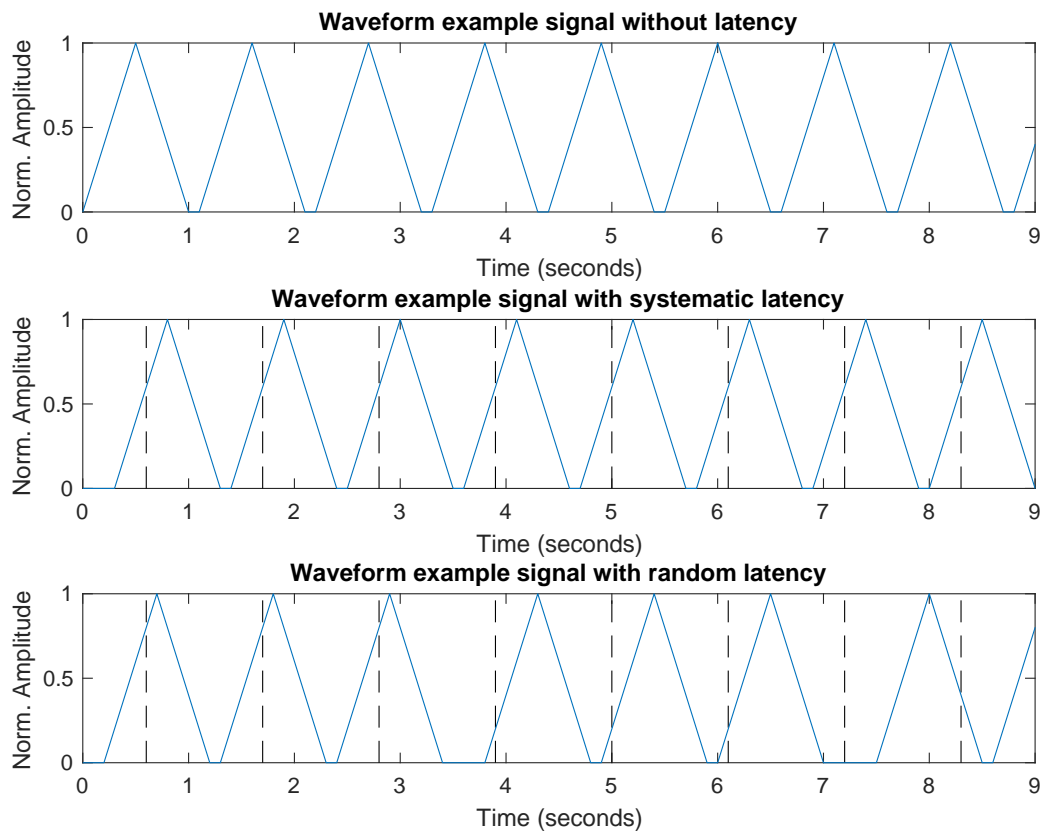 Waveform example signal without latency
Norm. Amplitude
1
0.5
0
0 1 2 3 4 5 6 7 8 9
Time (seconds)
Waveform example signal with systematic latency
Norm. Amplitude
1
0.5
0
0 1 2 3 4 5 6 7 8 9
Time (seconds)
Waveform example signal with random latency
Norm. Amplitude
1
0.5
0
0 1 2 3 4 5 6 7 8 9
Time (seconds)